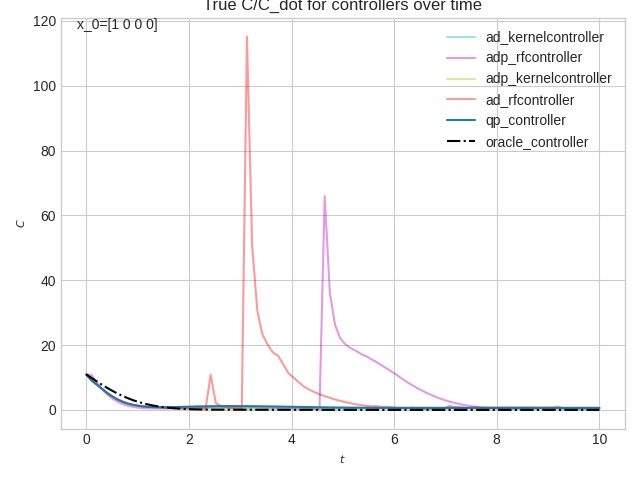 True C/C_dot for controllers over time
x_0=[1 0 0 0]
ad_kernelcontroller
adp_rfcontroller
adp_kernelcontroller
ad_rfcontroller
qp_controller
oracle_controller
120
100
80
60
40
20
0
C
0 2 4 6 8 10
t